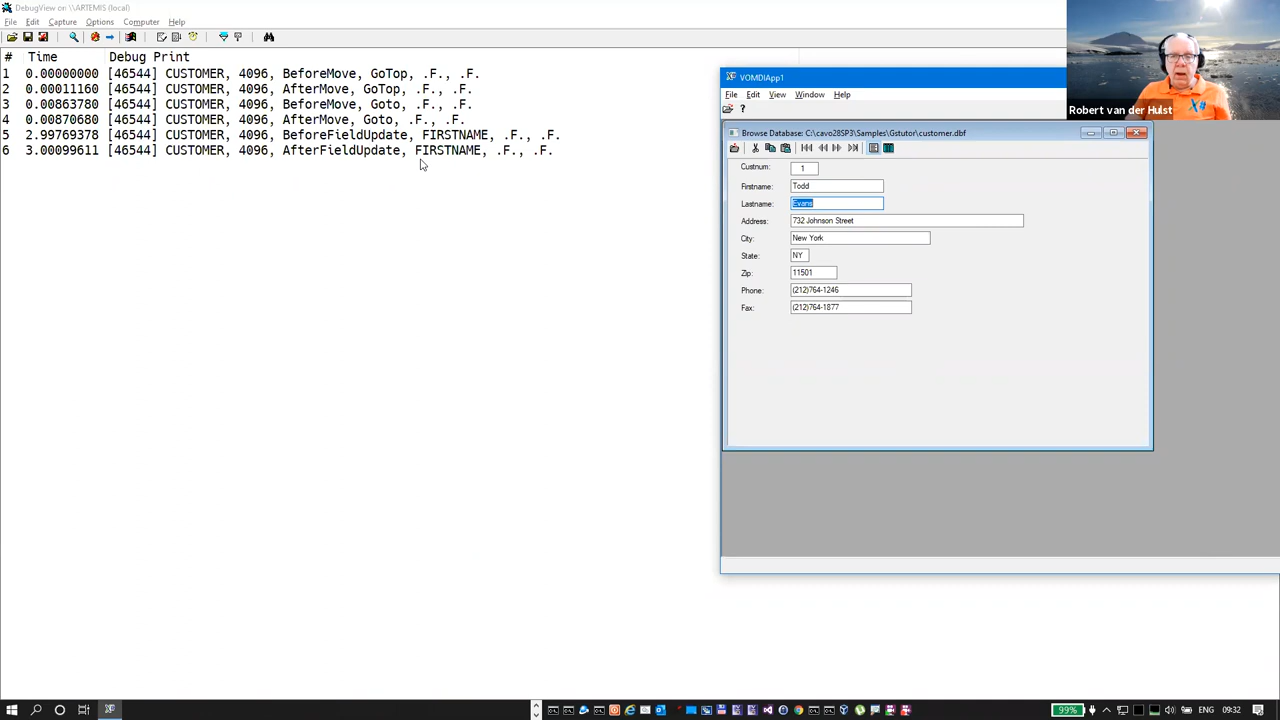 DebugView on \\ARTEMIS (local)
File Edit Capture Options Computer Help
# Time Debug Print
1 0.00000000 [46544] CUSTOMER, 4096, BeforeMove, GoTop, .F., .F.
2 0.00011160 [46544] CUSTOMER, 4096, AfterMove, GoTop, .F., .F.
3 0.00863780 [46544] CUSTOMER, 4096, BeforeMove, Goto, .F., .F.
4 0.00870680 [46544] CUSTOMER, 4096, AfterMove, Goto, .F., .F.
5 2.99769378 [46544] CUSTOMER, 4096, BeforeFieldUpdate, FIRSTNAME, .F., .F.
6 3.00099611 [46544] CUSTOMER, 4096, AfterFieldUpdate, FIRSTNAME, .F., .F.
Robert van der Hulst
VOMDIApp1
File Edit View Window Help
Browse Database: C:\cavo28SP3\Samples\Gstutor\customer.dbf
Custnum: 1
Firstname: Todd
Lastname: Evans
Address: 732 Johnson Street
City: New York
State: NY
Zip: 11501
Phone: (212)764-1246
Fax: (212)764-1877
99% ENG 09:32